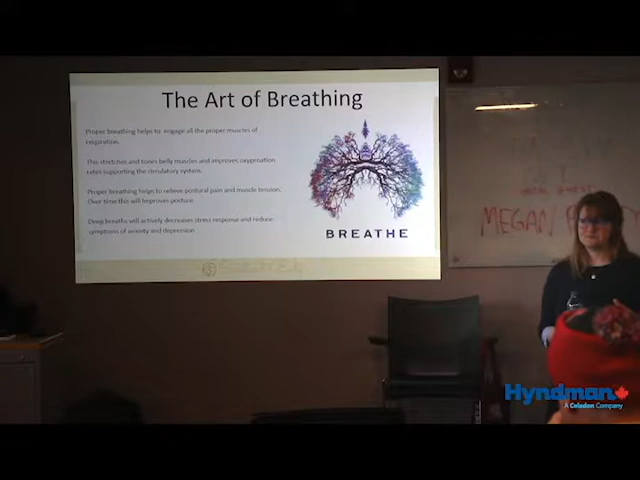 The Art of Breathing
Proper breathing helps to engage all the proper muscles of
respiration.
This stretches and tones belly muscles and improves oxygenation
rates supporting the circulatory system.
Proper breathing helps to relieve postural pain and muscle tension.
Over time this will improves posture
Deep breaths will actively decreases stress response and reduce
symptoms of anxiety and depression
BREATHE
MEGAN
Hyndman
A Celadon Company